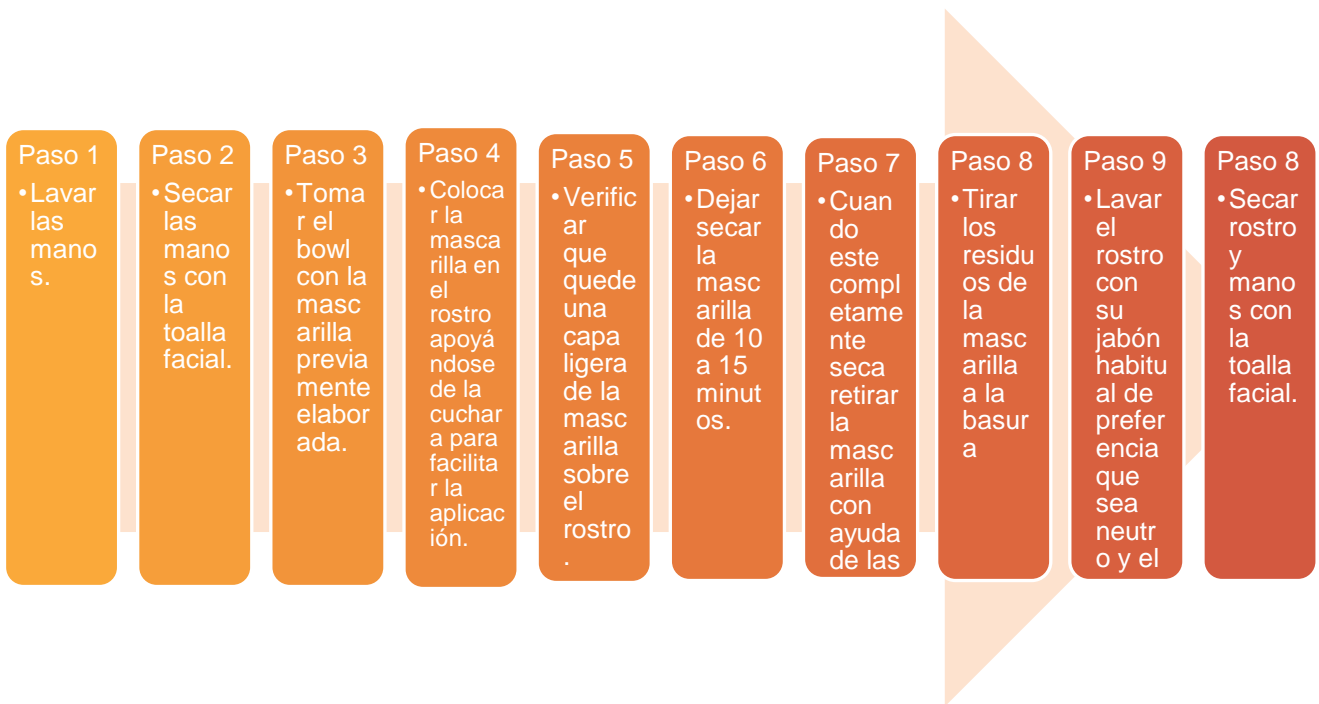 Paso 1
•Lavar
las
mano
s.
Paso 2
•Secar
las
mano
s con
la
toalla
facial.
Paso 3
•Toma
r el
bowl
con la
masc
arilla
previa
mente
elabor
ada.
Paso 4
•Coloca
r la
masca
rilla en
el
rostro
apoyá
ndose
de la
cuchar
a para
facilita
r la
aplicac
ión.
Paso 5
•Verific
ar
que
quede
una
capa
ligera
de la
masc
arilla
sobre
el
rostro
.
Paso 6
•Dejar
secar
la
masc
arilla
de 10
a 15
minut
os.
Paso 7
•Cuan
do
este
compl
etame
nte
seca
retirar
la
masc
arilla
con
ayuda
de las
Paso 8
•Tirar
los
residu
os de
la
masc
arilla
a la
basur
a
Paso 9
•Lavar
el
rostro
con
su
jabón
habitu
al de
prefer
encia
que
sea
neutr
o y el
Paso 8
•Secar
rostro
y
mano
s con
la
toalla
facial.